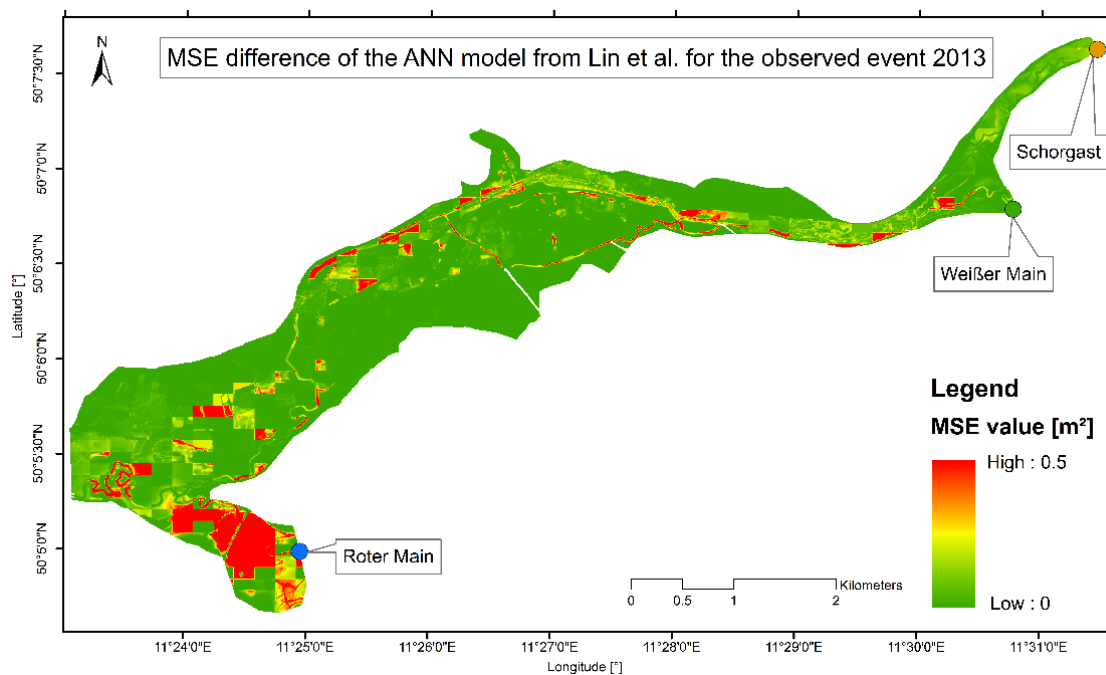 MSE difference of the ANN model from Lin et al. for the observed event 2013
N
50°7'30"N
50°7'0"N
50°6'30"N
50°6'0"N
50°5'30"N
50°5'0"N
Latitude [°]
Schorgast
Weißer Main
Roter Main
Legend
MSE value [m²]
High : 0.5
Low : 0
Kilometers
0 0.5 1 2
11°24'0"E 11°25'0"E 11°26'0"E 11°27'0"E 11°28'0"E 11°29'0"E 11°30'0"E 11°31'0"E
Longitude [°]